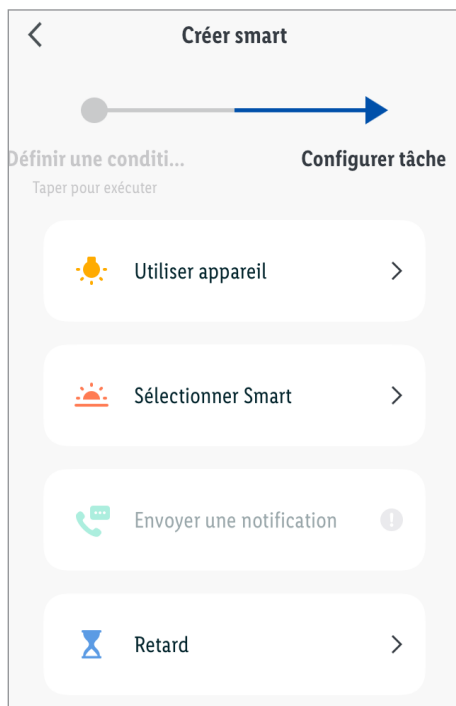 Créer smart
Définir une conditi...
Configurer tâche
Taper pour exécuter
Utiliser appareil
Sélectionner Smart
Envoyer une notification
Retard